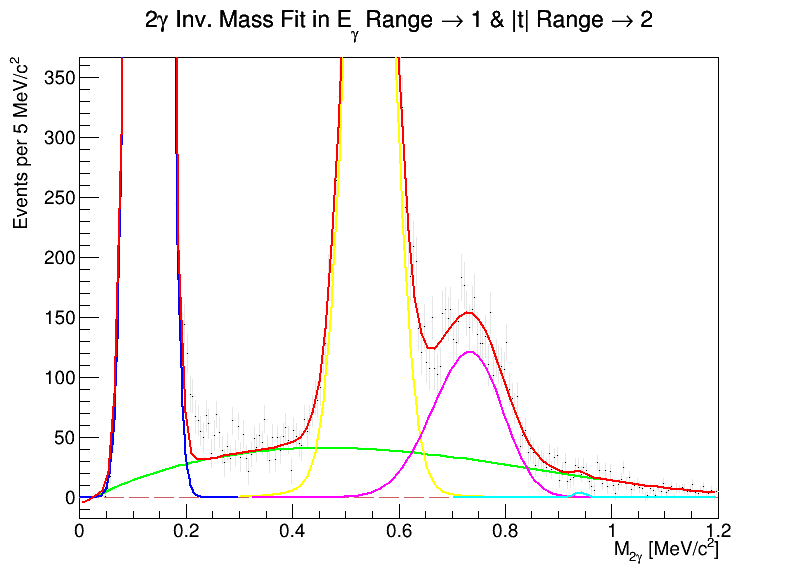 2γ Inv. Mass Fit in Eγ Range → 1 & |t| Range → 2
Events per 5 MeV/c²
350
300
250
200
150
100
50
0
0 0.2 0.4 0.6 0.8 1 1.2
M2γ [MeV/c²]